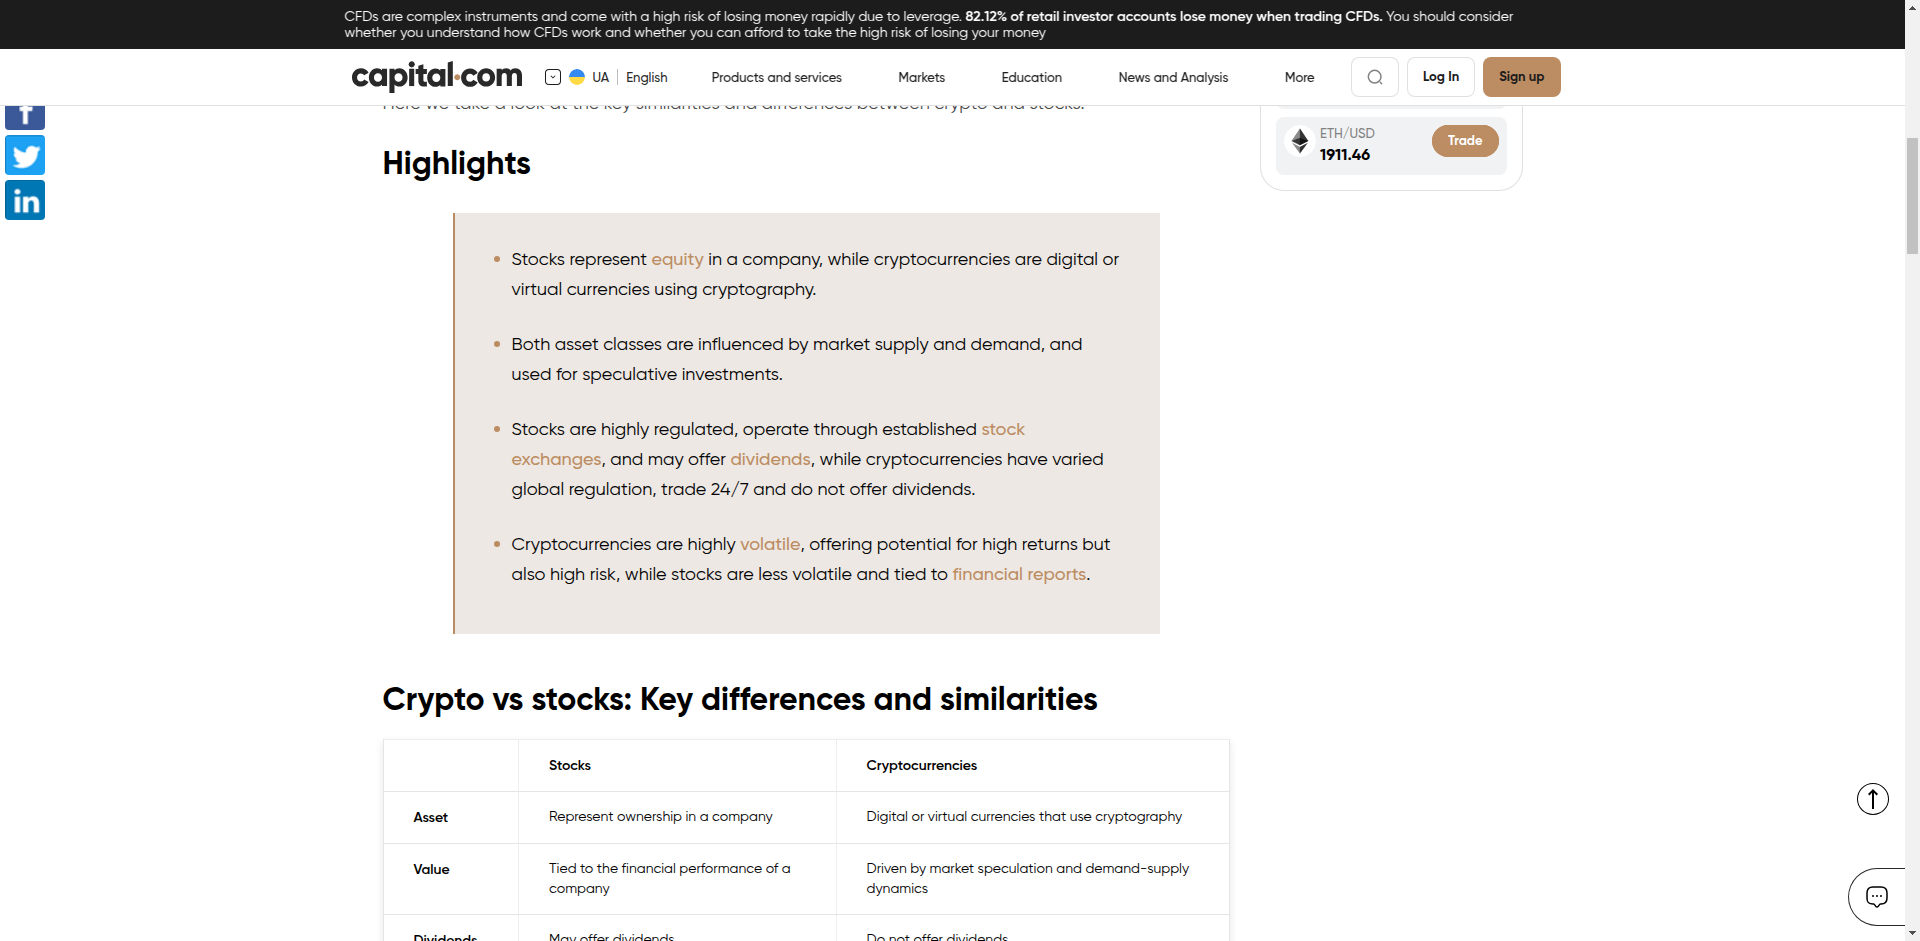 CFDs are complex instruments and come with a high risk of losing money rapidly due to leverage. 82.12% of retail investor accounts lose money when trading CFDs. You should consider
whether you understand how CFDs work and whether you can afford to take the high risk of losing your money
capital.com
UA English
Products and services
Markets
Education
News and Analysis
More
Log In
Sign up
Here we take a look at the key similarities and differences between crypto and stocks.
ETH/USD
1911.46
Trade
Highlights
Stocks represent equity in a company, while cryptocurrencies are digital or
virtual currencies using cryptography.
Both asset classes are influenced by market supply and demand, and
used for speculative investments.
Stocks are highly regulated, operate through established stock
exchanges, and may offer dividends, while cryptocurrencies have varied
global regulation, trade 24/7 and do not offer dividends.
Cryptocurrencies are highly volatile, offering potential for high returns but
also high risk, while stocks are less volatile and tied to financial reports.
Crypto vs stocks: Key differences and similarities
Stocks
Cryptocurrencies
Asset
Represent ownership in a company
Digital or virtual currencies that use cryptography
Value
Tied to the financial performance of a
company
Driven by market speculation and demand-supply
dynamics
Dividends
May offer dividends
Do not offer dividends